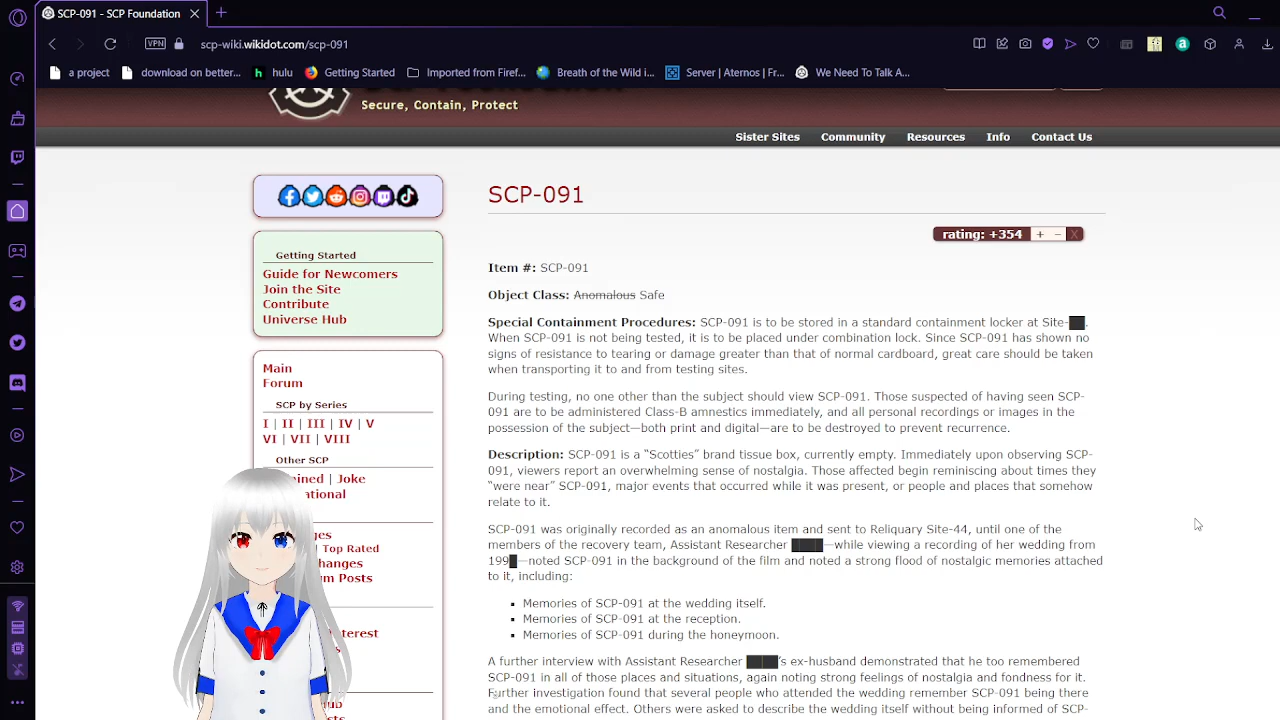 SCP-091 - SCP Foundation
VPN
scp-wiki.wikidot.com/scp-091
a project
download on better...
hulu
Getting Started
Imported from Firef...
Breath of the Wild i...
Server | Aternos | Fr...
We Need To Talk A...
Secure, Contain, Protect
Sister Sites
Community
Resources
Info
Contact Us
Getting Started
Guide for Newcomers
Join the Site
Contribute
Universe Hub
Main
Forum
SCP by Series
I | II | III | IV | V
VI | VII | VIII
Other SCP
ained | Joke
national
nges
| Top Rated
hanges
um Posts
nterest
ub
sts
SCP-091
rating: +354 + – X
Item #: SCP-091
Object Class: Anomalous Safe
Special Containment Procedures: SCP-091 is to be stored in a standard containment locker at Site-██.
When SCP-091 is not being tested, it is to be placed under combination lock. Since SCP-091 has shown no
signs of resistance to tearing or damage greater than that of normal cardboard, great care should be taken
when transporting it to and from testing sites.
During testing, no one other than the subject should view SCP-091. Those suspected of having seen SCP-
091 are to be administered Class-B amnestics immediately, and all personal recordings or images in the
possession of the subject—both print and digital—are to be destroyed to prevent recurrence.
Description: SCP-091 is a “Scotties” brand tissue box, currently empty. Immediately upon observing SCP-
091, viewers report an overwhelming sense of nostalgia. Those affected begin reminiscing about times they
“were near” SCP-091, major events that occurred while it was present, or people and places that somehow
relate to it.
SCP-091 was originally recorded as an anomalous item and sent to Reliquary Site-44, until one of the
members of the recovery team, Assistant Researcher ████—while viewing a recording of her wedding from
199█—noted SCP-091 in the background of the film and noted a strong flood of nostalgic memories attached
to it, including:
Memories of SCP-091 at the wedding itself.
Memories of SCP-091 at the reception.
Memories of SCP-091 during the honeymoon.
A further interview with Assistant Researcher ████’s ex-husband demonstrated that he too remembered
SCP-091 in all of those places and situations, again noting strong feelings of nostalgia and fondness for it.
Further investigation found that several people who attended the wedding remember SCP-091 being there
and the emotional effect. Others were asked to describe the wedding itself without being informed of SCP-